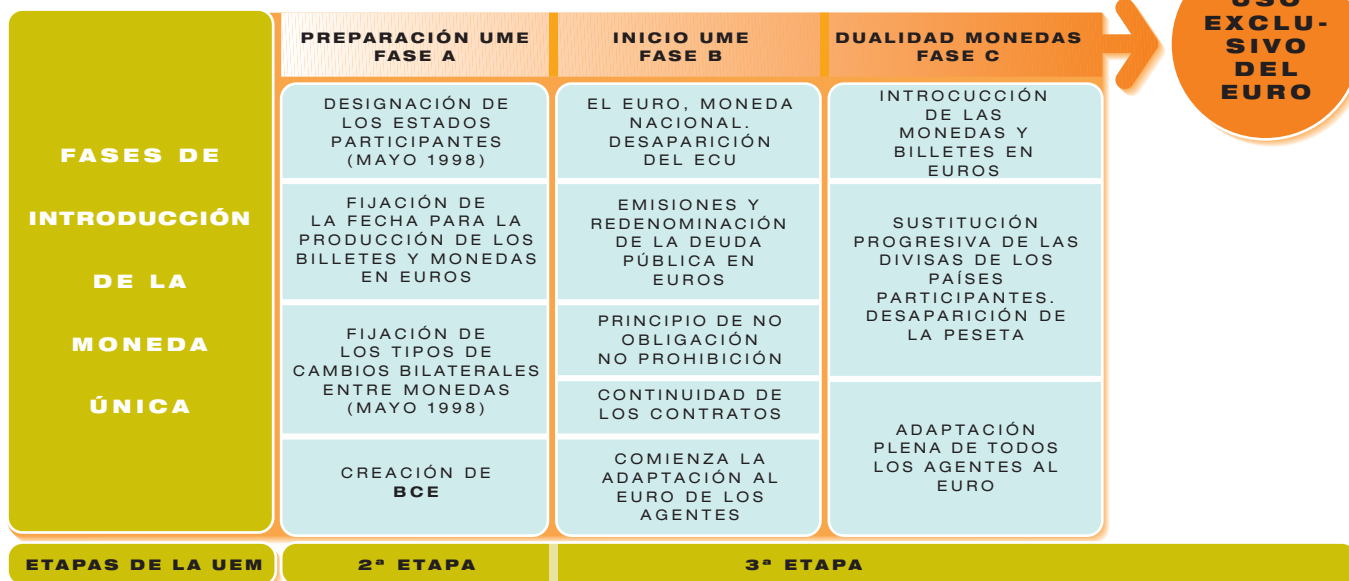 FASES DE
INTRODUCCIÓN
DE LA
MONEDA
ÚNICA
PREPARACIÓN UME
FASE A
DESIGNACIÓN DE
LOS ESTADOS
PARTICIPANTES
(MAYO 1998)
FIJACIÓN DE
LA FECHA PARA LA
PRODUCCIÓN DE LOS
BILLETES Y MONEDAS
EN EUROS
FIJACIÓN DE
LOS TIPOS DE
CAMBIOS BILATERALES
ENTRE MONEDAS
(MAYO 1998)
CREACIÓN DE
BCE
INICIO UME
FASE B
EL EURO, MONEDA
NACIONAL.
DESAPARICIÓN
DEL ECU
EMISIONES Y
REDENOMINACIÓN
DE LA DEUDA
PÚBLICA EN
EUROS
PRINCIPIO DE NO
OBLIGACIÓN
NO PROHIBICIÓN
CONTINUIDAD DE
LOS CONTRATOS
COMIENZA LA
ADAPTACIÓN AL
EURO DE LOS
AGENTES
DUALIDAD MONEDAS
FASE C
INTROCUCCIÓN
DE LAS
MONEDAS Y
BILLETES EN
EUROS
SUSTITUCIÓN
PROGRESIVA DE LAS
DIVISAS DE LOS
PAÍSES
PARTICIPANTES.
DESAPARICIÓN DE
LA PESETA
ADAPTACIÓN
PLENA DE TODOS
LOS AGENTES AL
EURO
USO
EXCLU-
SIVO
DEL
EURO
ETAPAS DE LA UEM
2ª ETAPA
3ª ETAPA